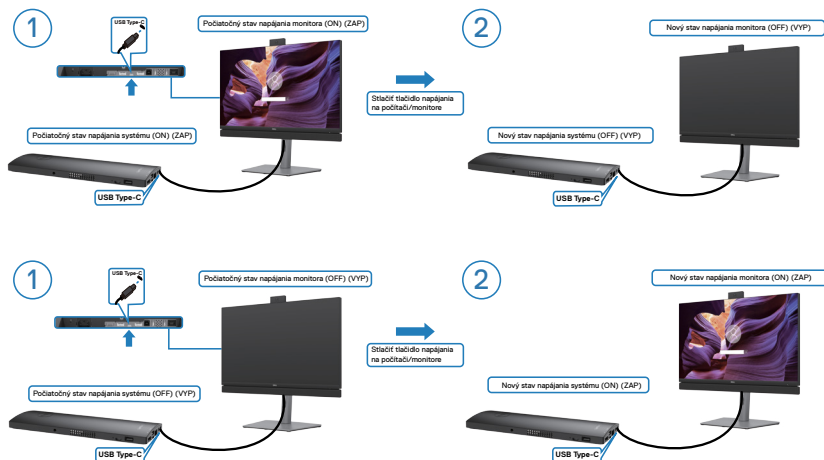 1
USB Type-C
Počiatočný stav napájania monitora (ON) (ZAP)
2
Nový stav napájania monitora (OFF) (VYP)
Stlačiť tlačidlo napájania
na počítači/monitore
Počiatočný stav napájania systému (ON) (ZAP)
Nový stav napájania systému (OFF) (VYP)
USB Type-C
USB Type-C
1
USB Type-C
Počiatočný stav napájania monitora (OFF) (VYP)
2
Nový stav napájania monitora (ON) (ZAP)
Stlačiť tlačidlo napájania
na počítači/monitore
Počiatočný stav napájania systému (OFF) (VYP)
Nový stav napájania systému (ON) (ZAP)
USB Type-C
USB Type-C